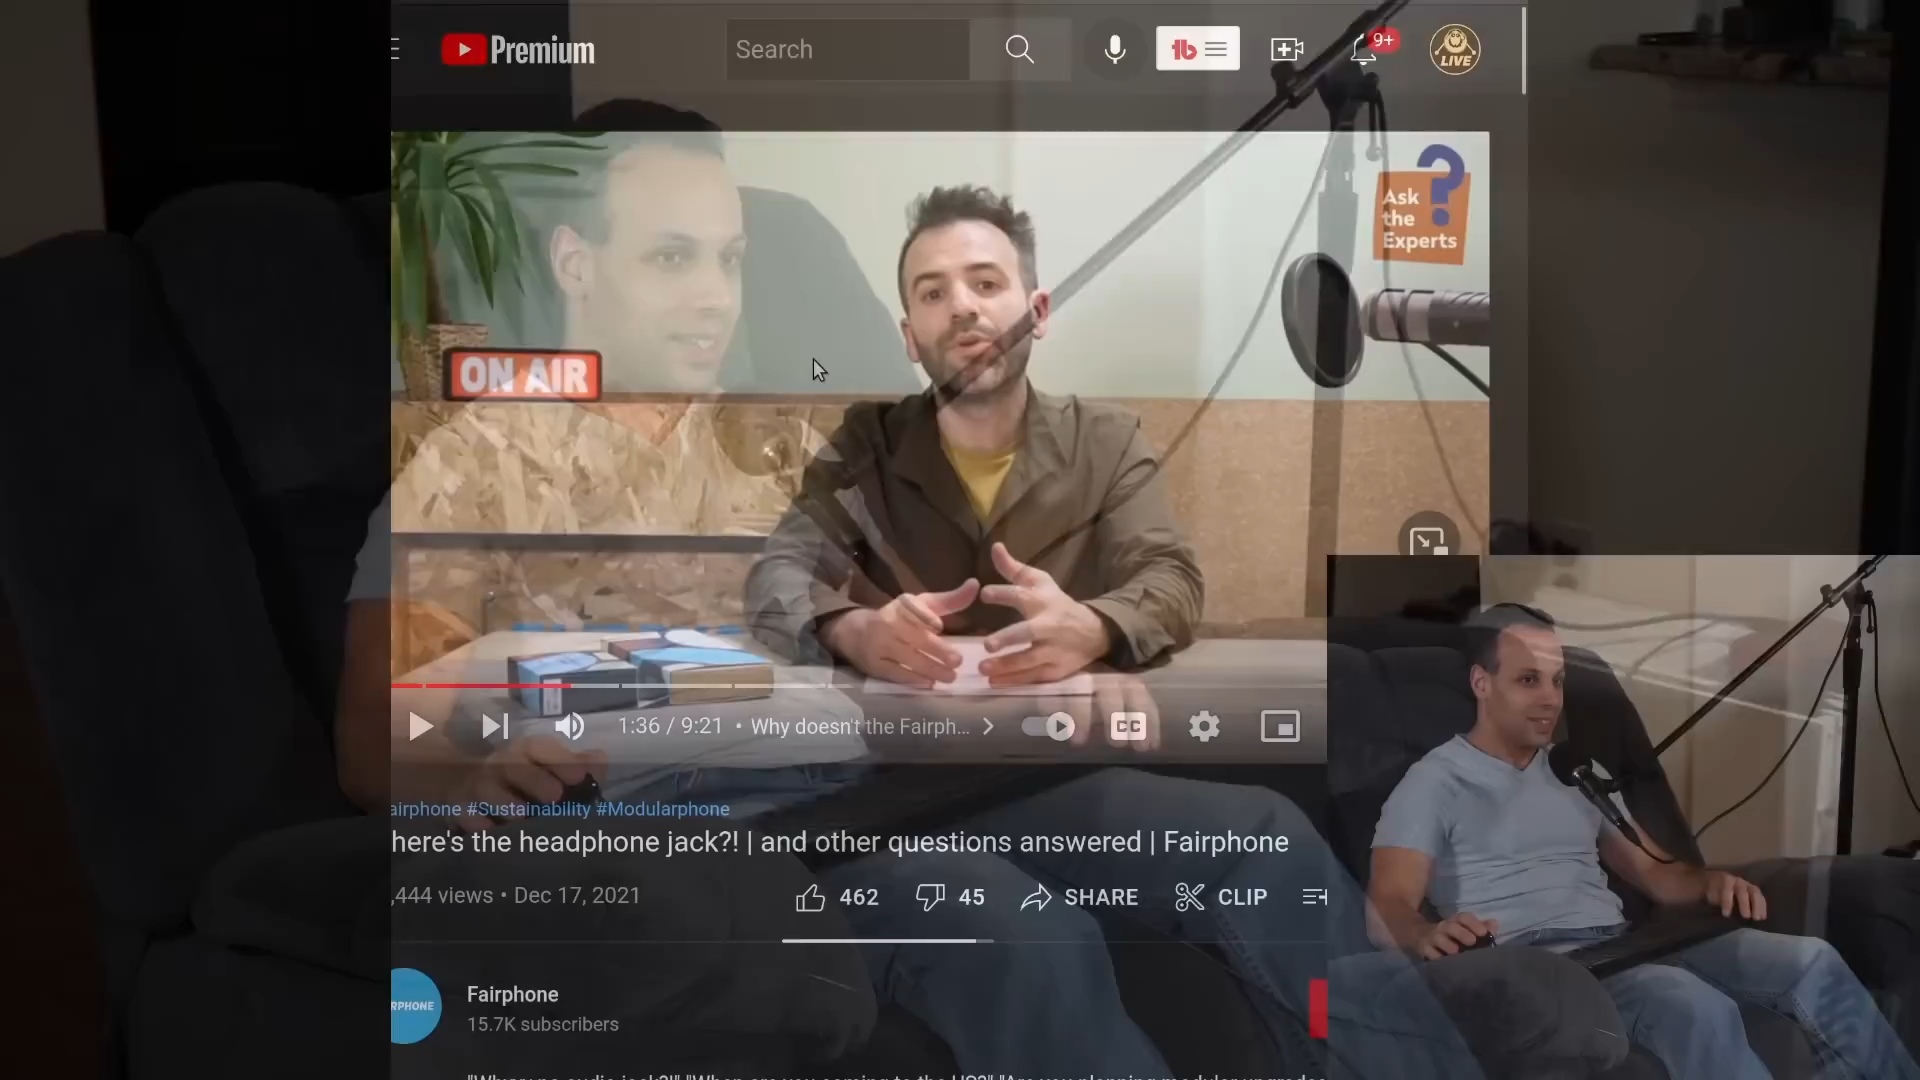 Premium
Search
9+
LIVE
Ask
the
Experts
ON AIR
1:36 / 9:21 • Why doesn't the Fairph...
CC
airphone #Sustainability #Modularphone
here's the headphone jack?! | and other questions answered | Fairphone
,444 views • Dec 17, 2021
462
45
SHARE
CLIP
RPHONE
Fairphone
15.7K subscribers